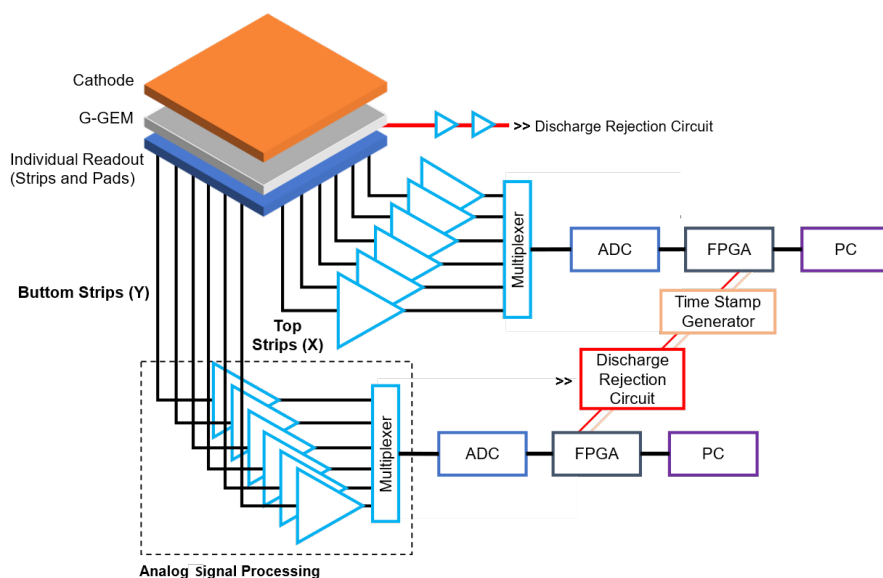 Cathode
G-GEM
>> Discharge Rejection Circuit
Individual Readout
(Strips and Pads)
Multiplexer
ADC
FPGA
PC
Buttom Strips (Y)
Time Stamp
Generator
Top
Strips (X)
>>
Discharge
Rejection
Circuit
Multiplexer
ADC
FPGA
PC
Analog Signal Processing